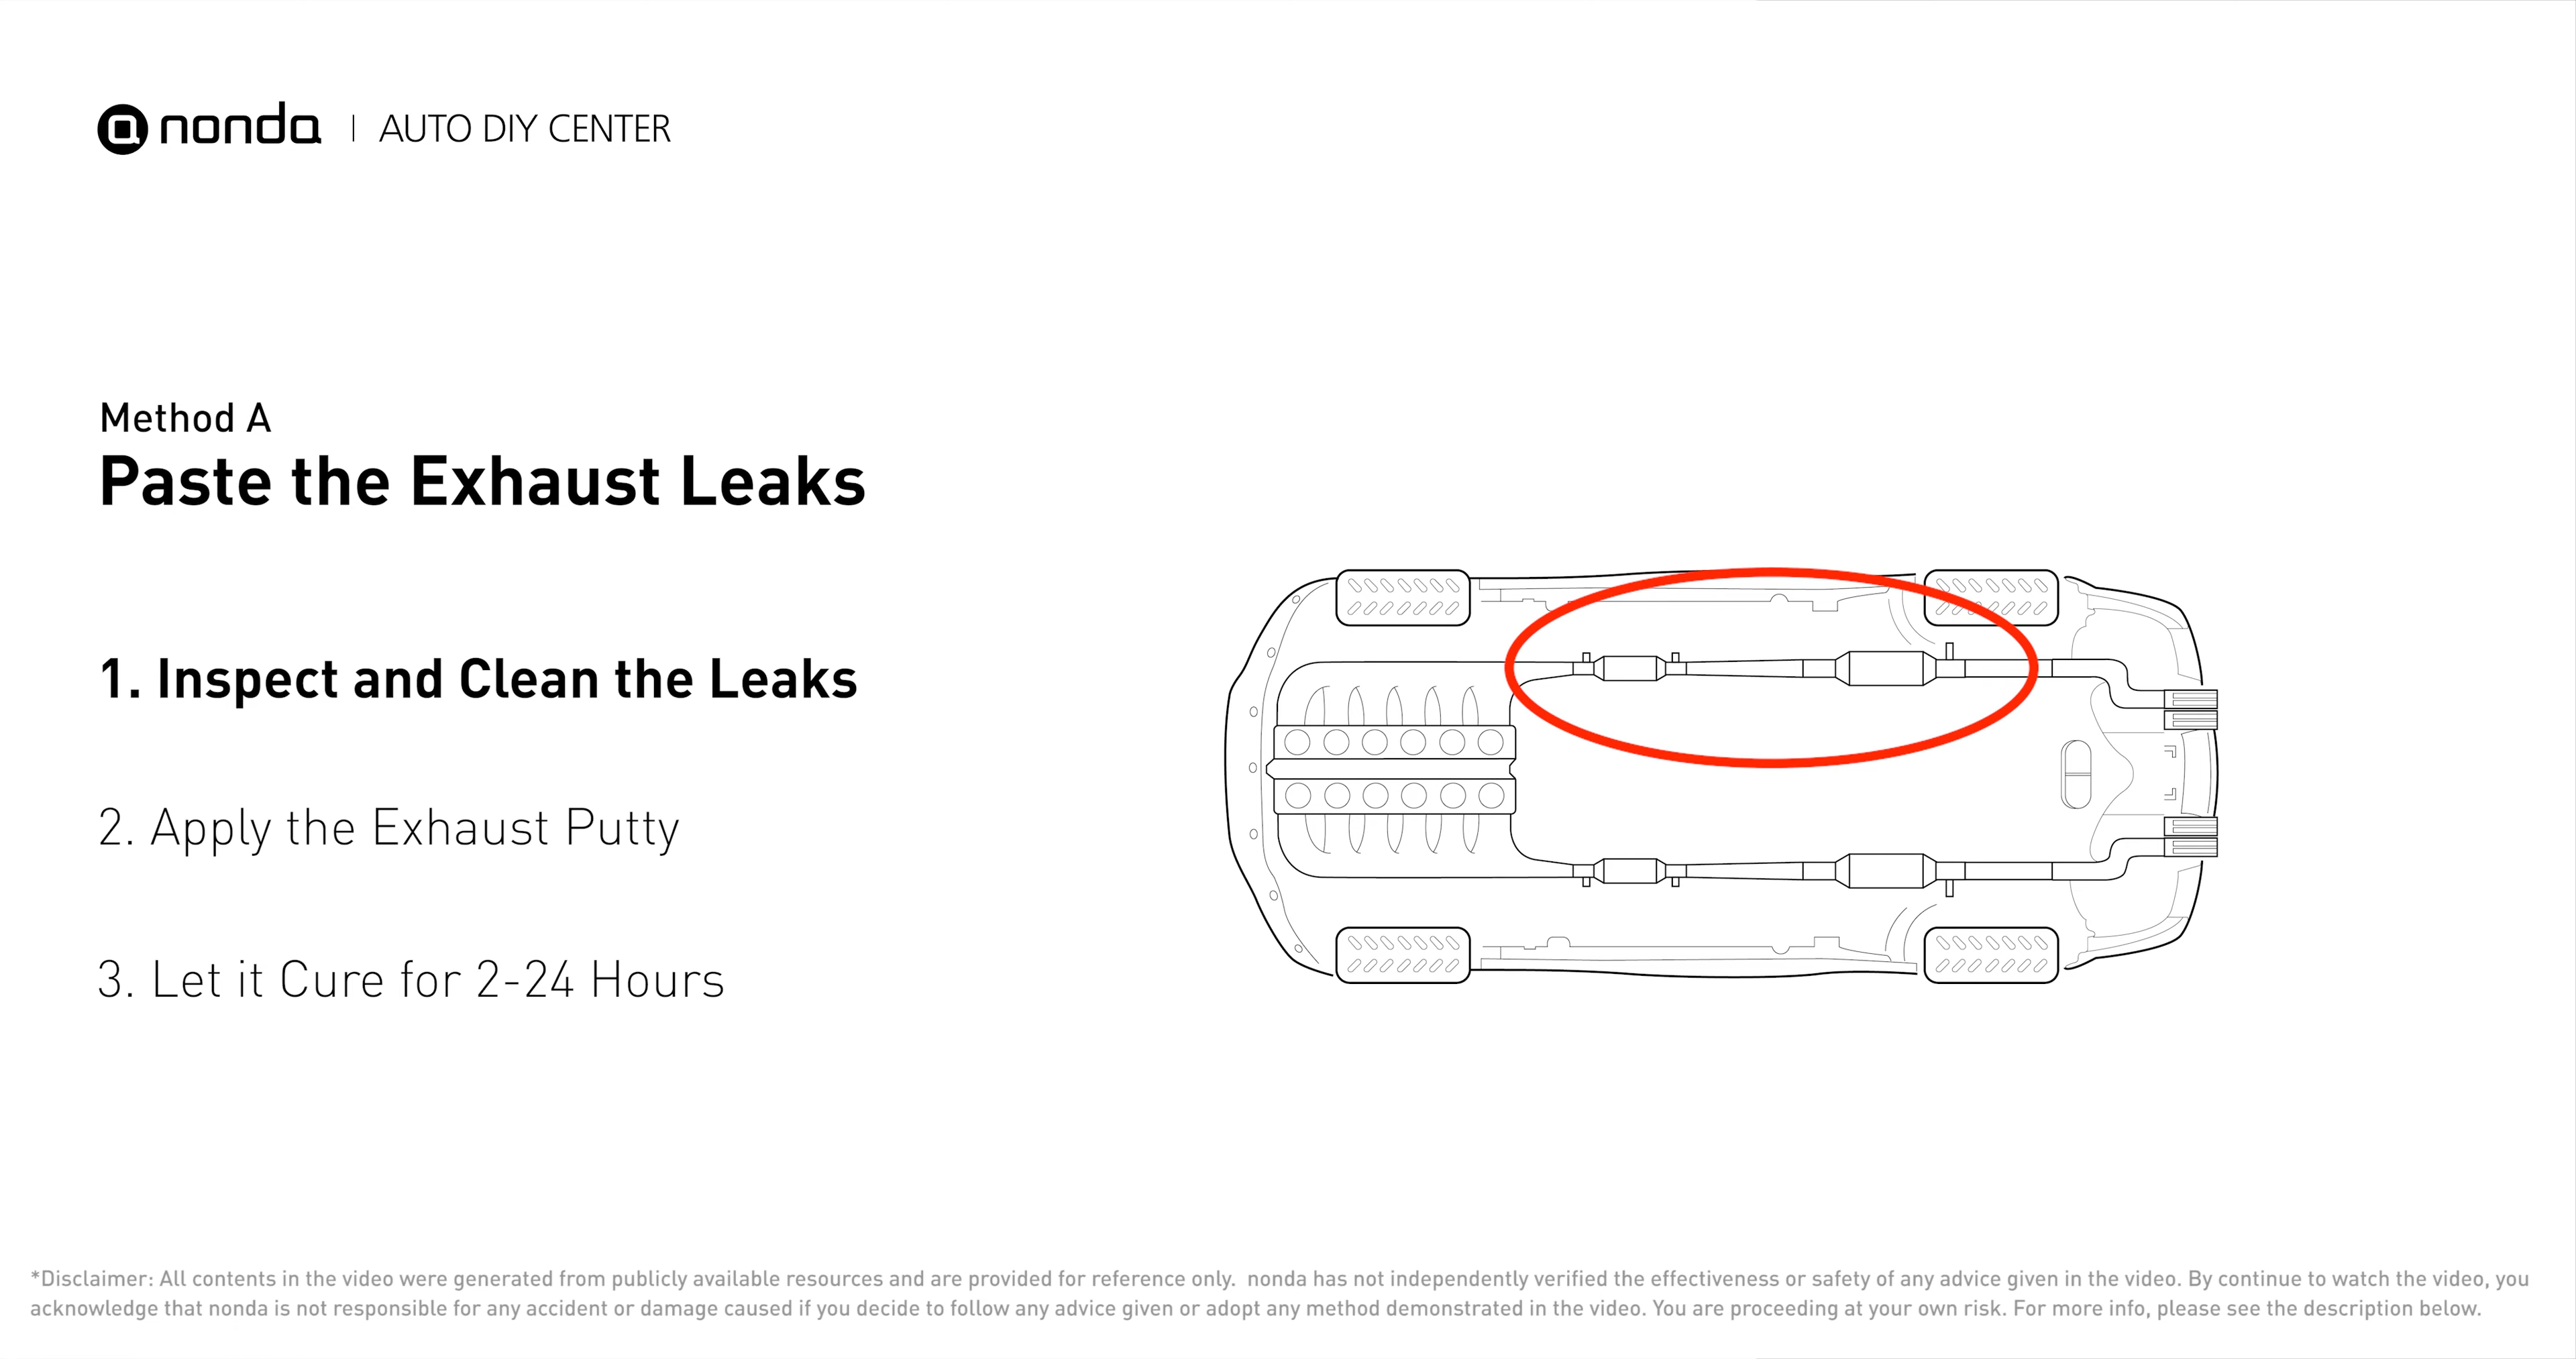 nonda | AUTO DIY CENTER
Method A
Paste the Exhaust Leaks
1. Inspect and Clean the Leaks
2. Apply the Exhaust Putty
3. Let it Cure for 2-24 Hours
*Disclaimer: All contents in the video were generated from publicly available resources and are provided for reference only. nonda has not independently verified the effectiveness or safety of any advice given in the video. By continue to watch the video, you
acknowledge that nonda is not responsible for any accident or damage caused if you decide to follow any advice given or adopt any method demonstrated in the video. You are proceeding at your own risk. For more info, please see the description below.